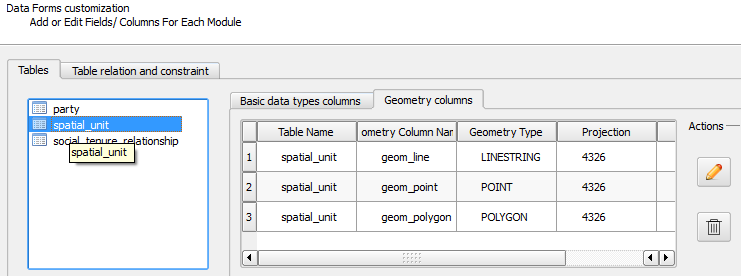 Data Forms customization
Add or Edit Fields/ Columns For Each Module
Tables
Table relation and constraint
party
spatial_unit
social_tenure_relationship
spatial_unit
Basic data types columns
Geometry columns
Table Name ometry Column Nar Geometry Type Projection
1 spatial_unit geom_line LINESTRING 4326
2 spatial_unit geom_point POINT 4326
3 spatial_unit geom_polygon POLYGON 4326
Actions